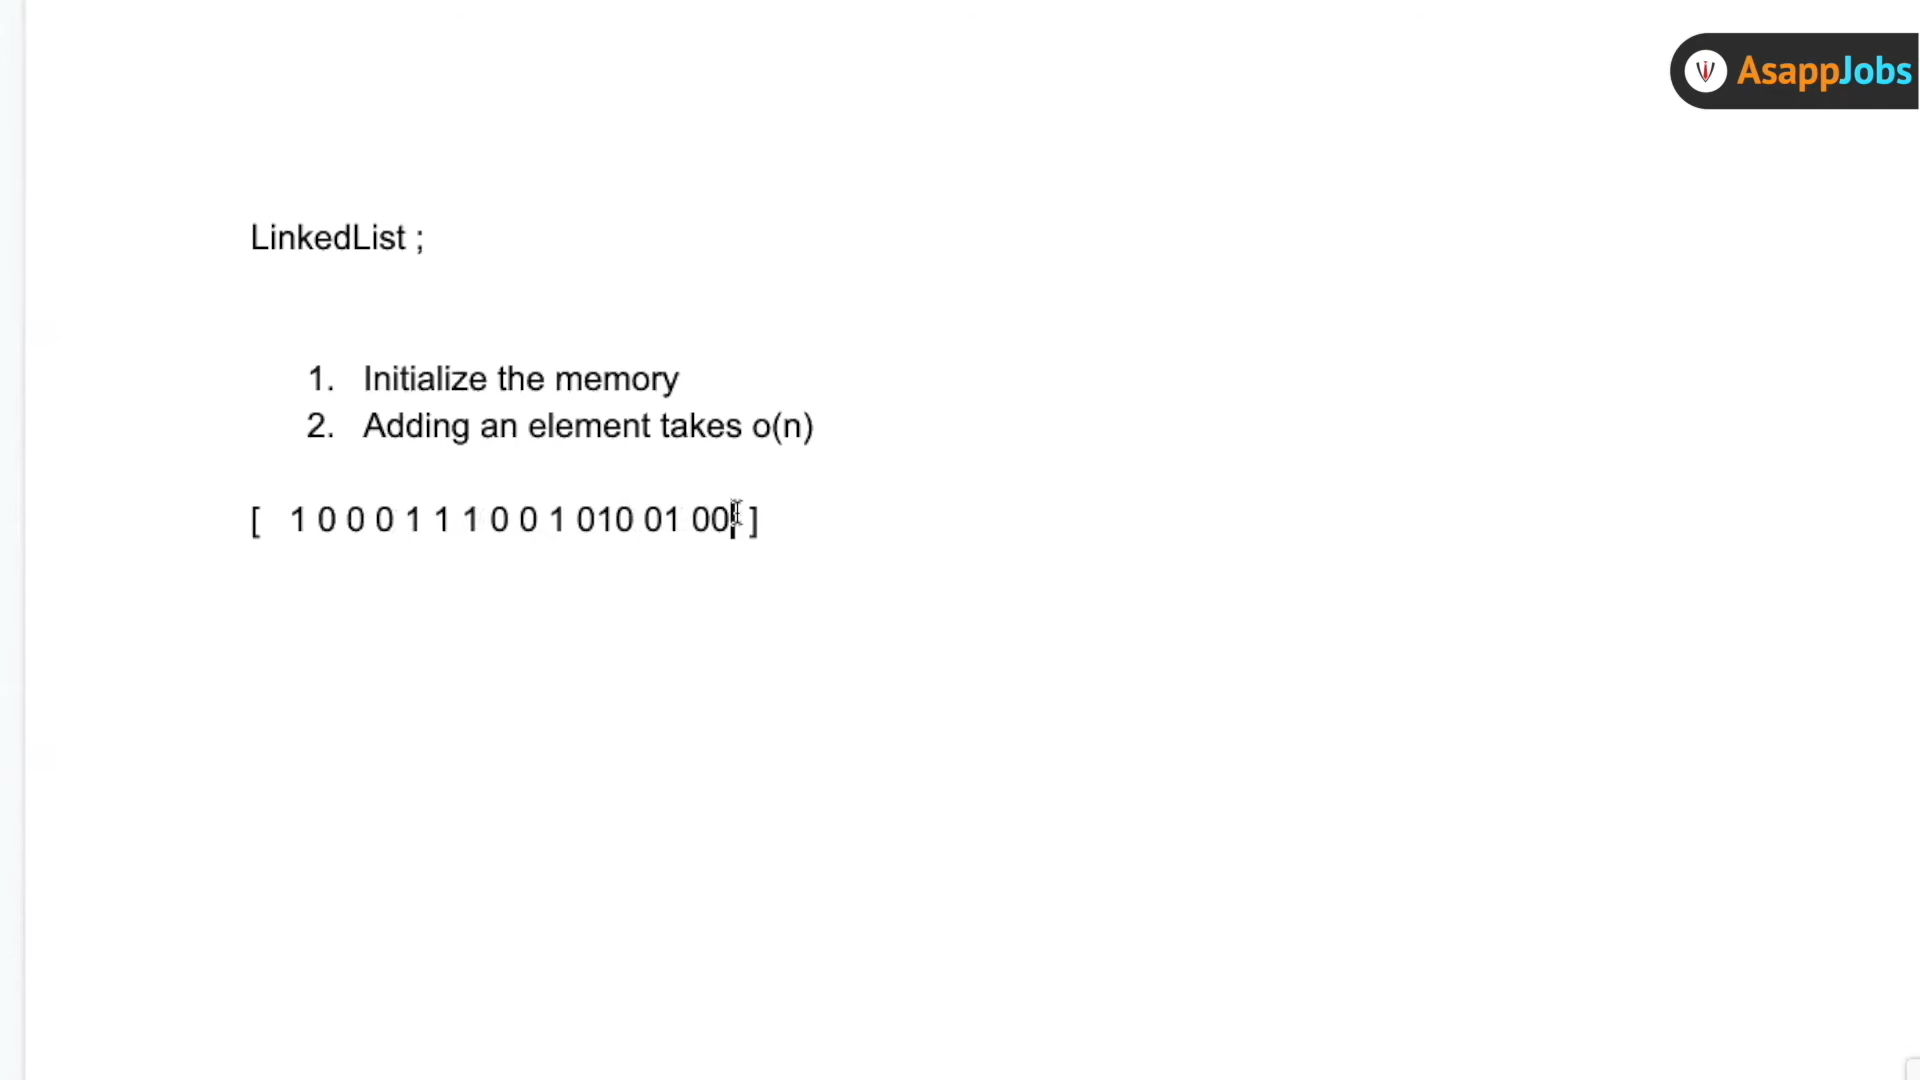 AsappJobs
LinkedList ;
1. Initialize the memory
2. Adding an element takes o(n)
[ 1 0 0 0 1 1 1 0 0 1 010 01 00 ]